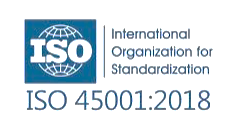 ISO
International
Organization for
Standardization
ISO 45001:2018